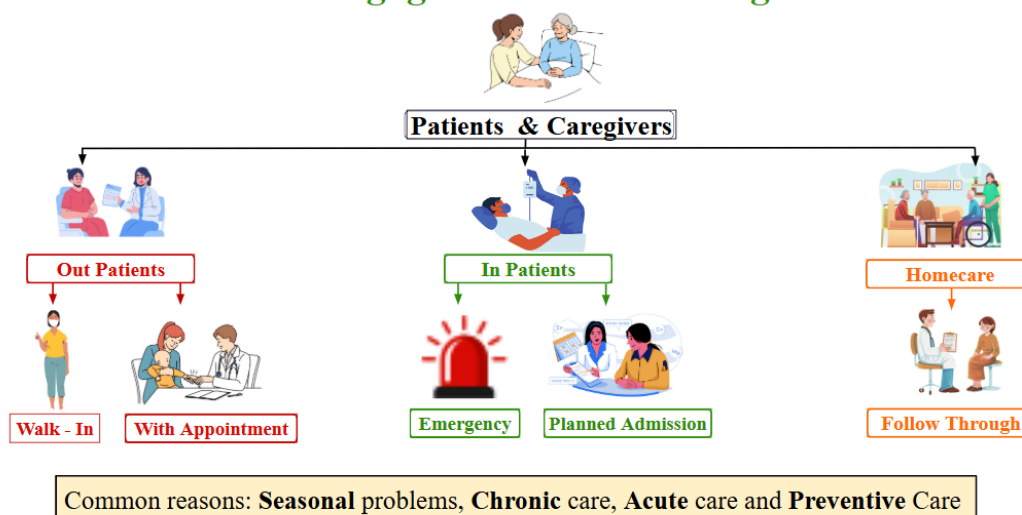 Patients & Caregivers
Out Patients
In Patients
Homecare
Walk - In
With Appointment
Emergency
Planned Admission
Follow Through
Common reasons: Seasonal problems, Chronic care, Acute care and Preventive Care